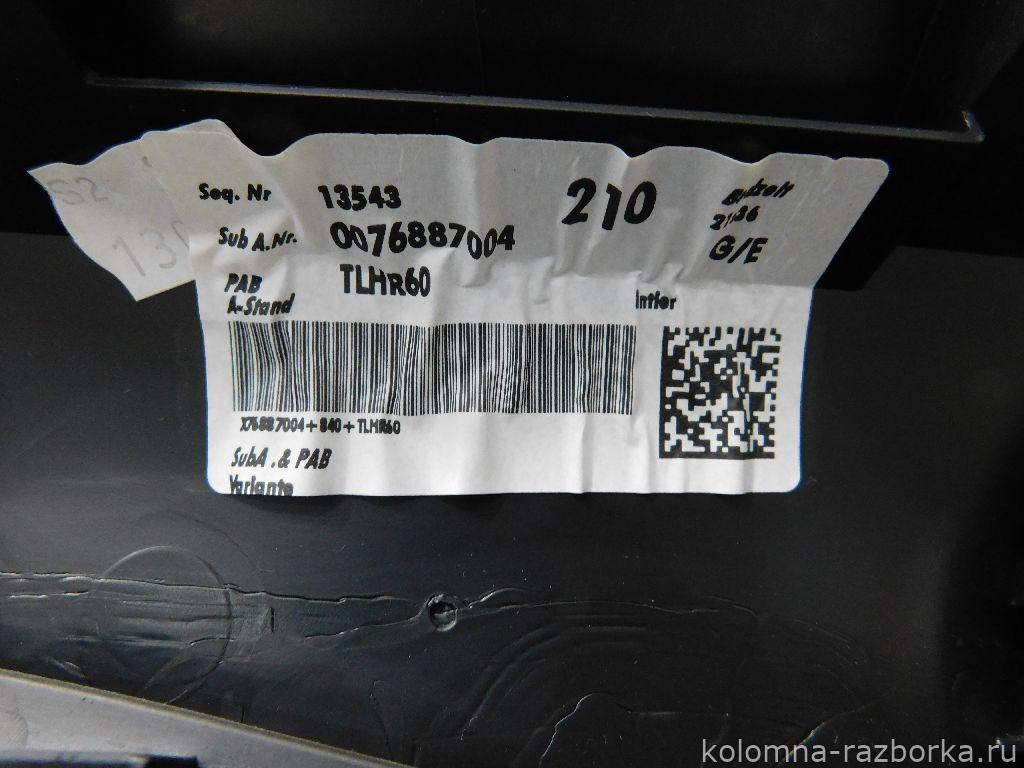 Seq. Nr 13543 210
Sub A.Nr. 0076887004 G/E
PAB TLHR60
A-Stand
X76887004+840+TLHR60
SubA .& PAB
Variante
S2
kolomna-razborka.ru